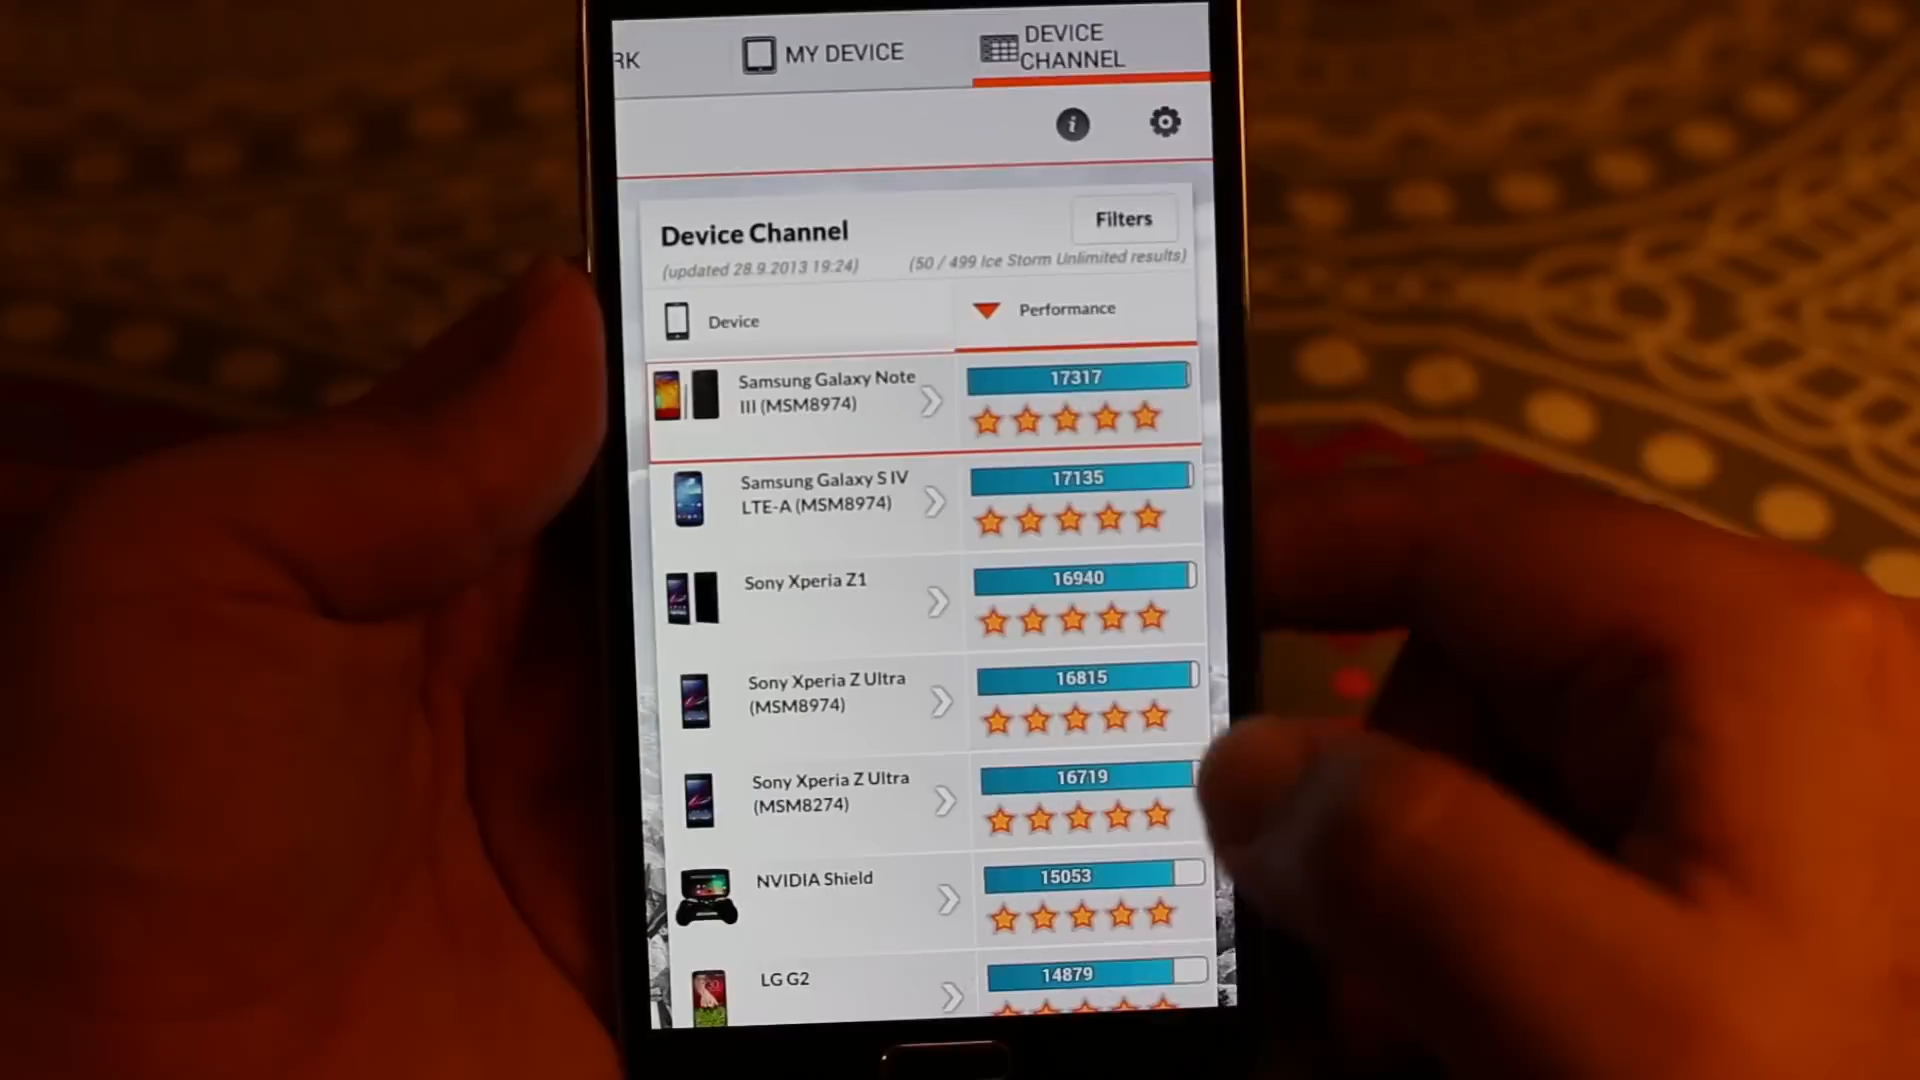 RK
MY DEVICE
DEVICE
CHANNEL
i
Device Channel
Filters
(updated 28.9.2013 19:24)
(50 / 499 Ice Storm Unlimited results)
Device
Performance
Samsung Galaxy Note
III (MSM8974)
17317
Samsung Galaxy S IV
LTE-A (MSM8974)
17135
Sony Xperia Z1
16940
Sony Xperia Z Ultra
(MSM8974)
16815
Sony Xperia Z Ultra
(MSM8274)
16719
NVIDIA Shield
15053
LG G2
14879